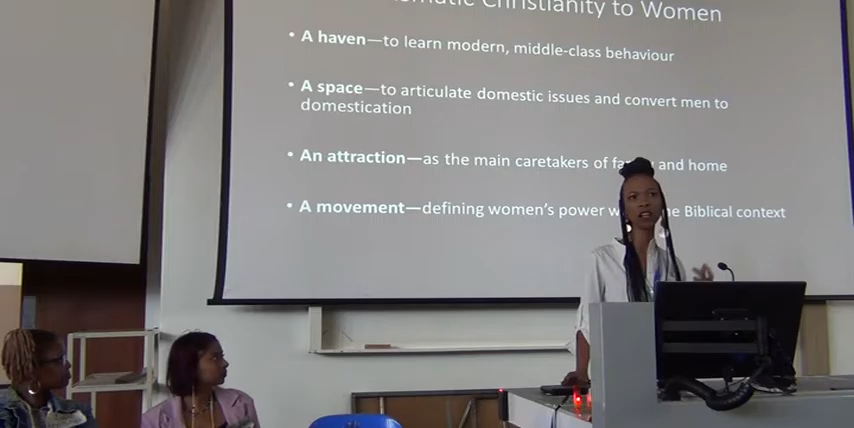 Christianity to Women
• A haven—to learn modern, middle-class behaviour
• A space—to articulate domestic issues and convert men to
domestication
• An attraction—as the main caretakers of and home
• A movement—defining women's power Biblical context